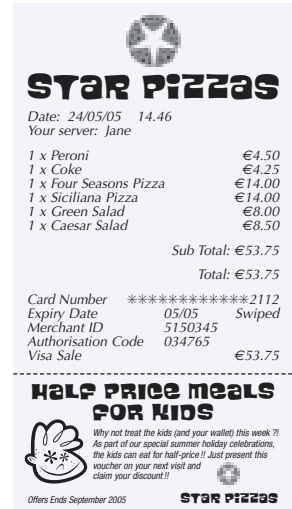 STAR PIZZAS
Date: 24/05/05 14.46
Your server: Jane
1 x Peroni €4.50
1 x Coke €4.25
1 x Four Seasons Pizza €14.00
1 x Siciliana Pizza €14.00
1 x Green Salad €8.00
1 x Caesar Salad €8.50
Sub Total: €53.75
Total: €53.75
Card Number ************2112
Expiry Date 05/05 Swiped
Merchant ID 5150345
Authorisation Code 034765
Visa Sale €53.75
HALF PRICE MEALS
FOR KIDS
Why not treat the kids (and your wallet) this week ?!
As part of our special summer holiday celebrations,
the kids can eat for half-price !! Just present this
voucher on your next visit and
claim your discount !!
Offers Ends September 2005 STAR PIZZAS